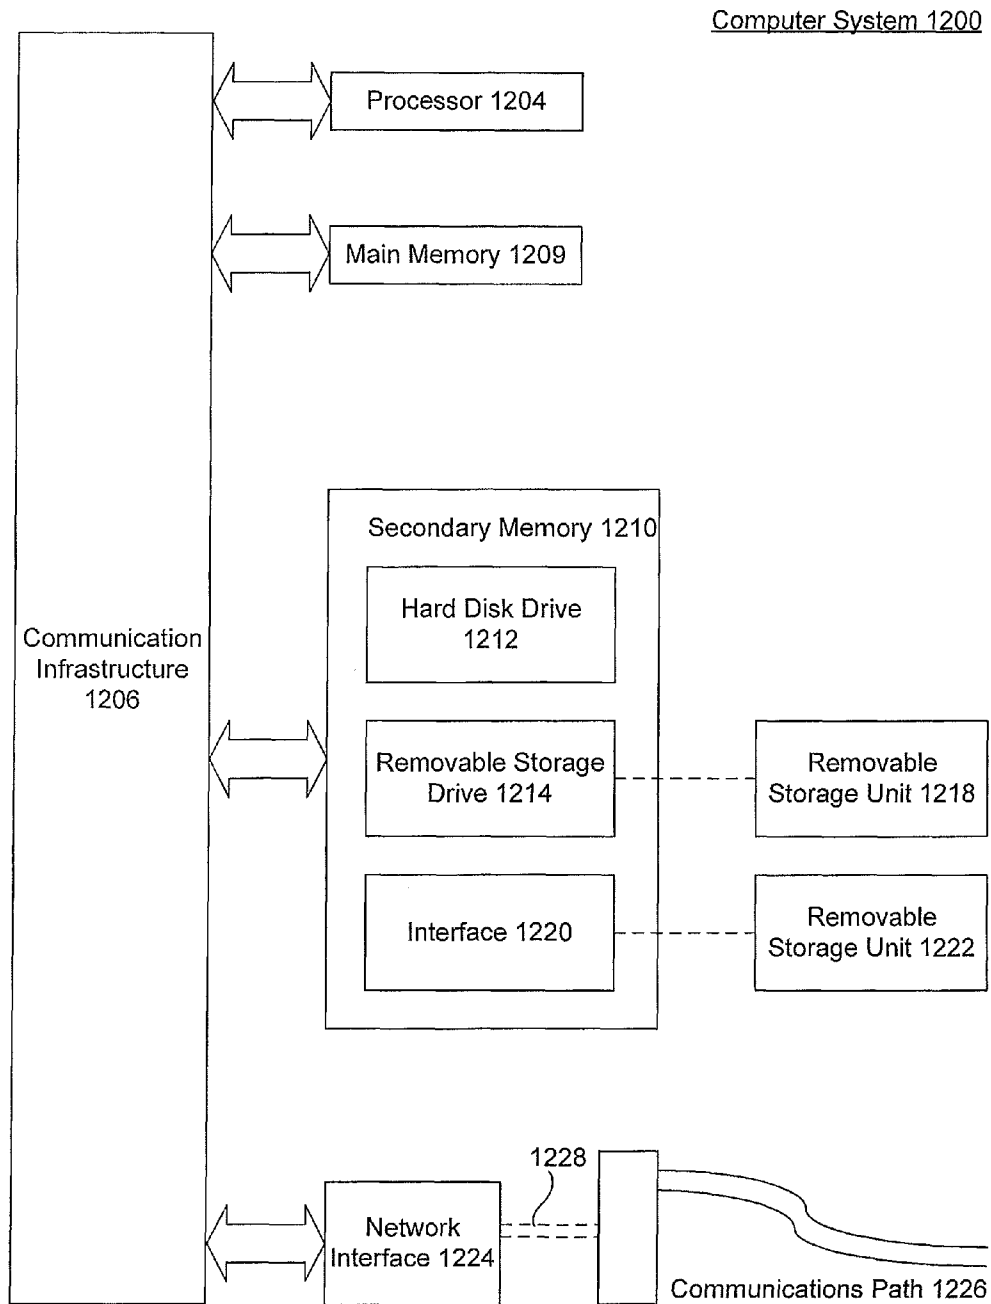 Computer System 1200
Processor 1204
Main Memory 1209
Secondary Memory 1210
Hard Disk Drive
1212
Communication
Infrastructure
1206
Removable Storage
Drive 1214
Removable
Storage Unit 1218
Interface 1220
Removable
Storage Unit 1222
1228
Network
Interface 1224
Communications Path 1226